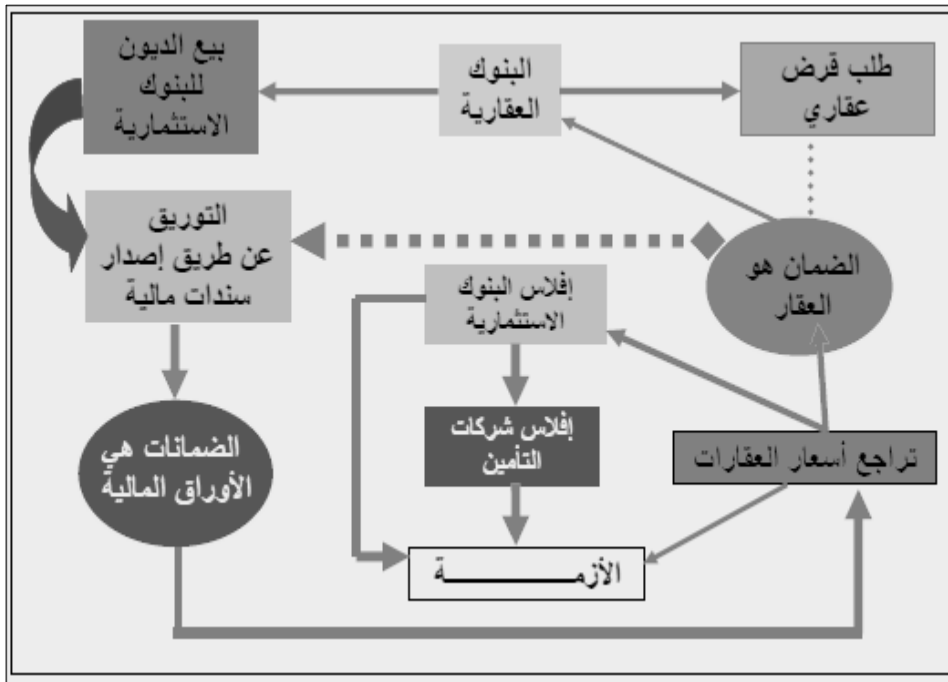 طلب قرض
عقاري
البنوك
العقارية
بيع الديون
للبنوك
الاستثمارية
التوريق
عن طريق إصدار
سندات مالية
الضمان هو
العقار
إفلاس البنوك
الاستثمارية
إفلاس شركات
التأمين
تراجع أسعار العقارات
الضمانات هي
الأوراق المالية
الأزمـــــــــــــــة